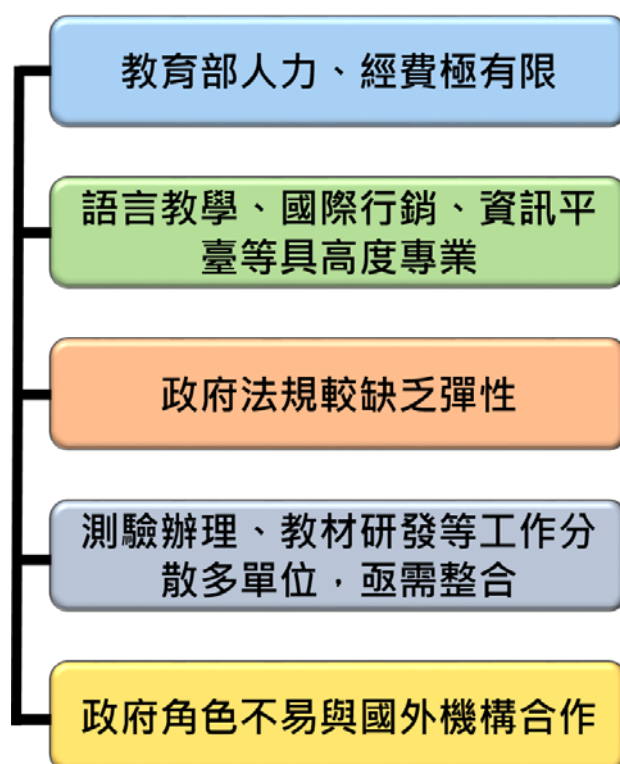 教育部人力、經費極有限
語言教學、國際行銷、資訊平
臺等具高度專業
政府法規較缺乏彈性
測驗辦理、教材研發等工作分
散多單位，亟需整合
政府角色不易與國外機構合作